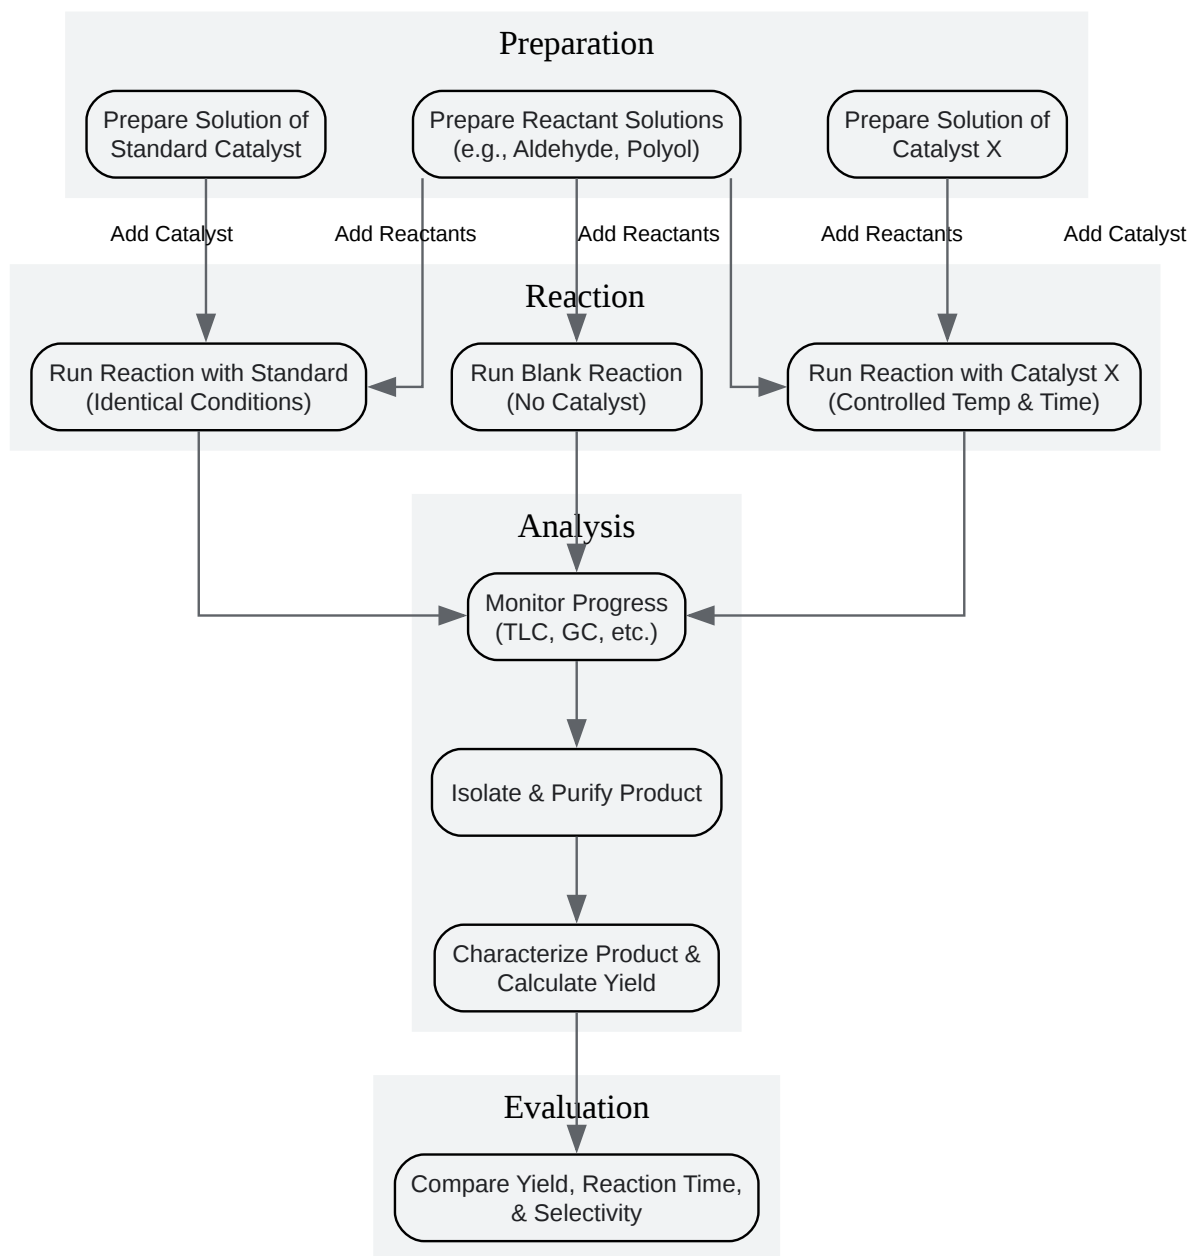 Preparation
Prepare Solution of
Standard Catalyst
Prepare Reactant Solutions
(e.g., Aldehyde, Polyol)
Prepare Solution of
Catalyst X
Add Catalyst
Add Reactants
Add Reactants
Add Reactants
Add Catalyst
Reaction
Run Reaction with Standard
(Identical Conditions)
Run Blank Reaction
(No Catalyst)
Run Reaction with Catalyst X
(Controlled Temp & Time)
Analysis
Monitor Progress
(TLC, GC, etc.)
Isolate & Purify Product
Characterize Product &
Calculate Yield
Evaluation
Compare Yield, Reaction Time,
& Selectivity